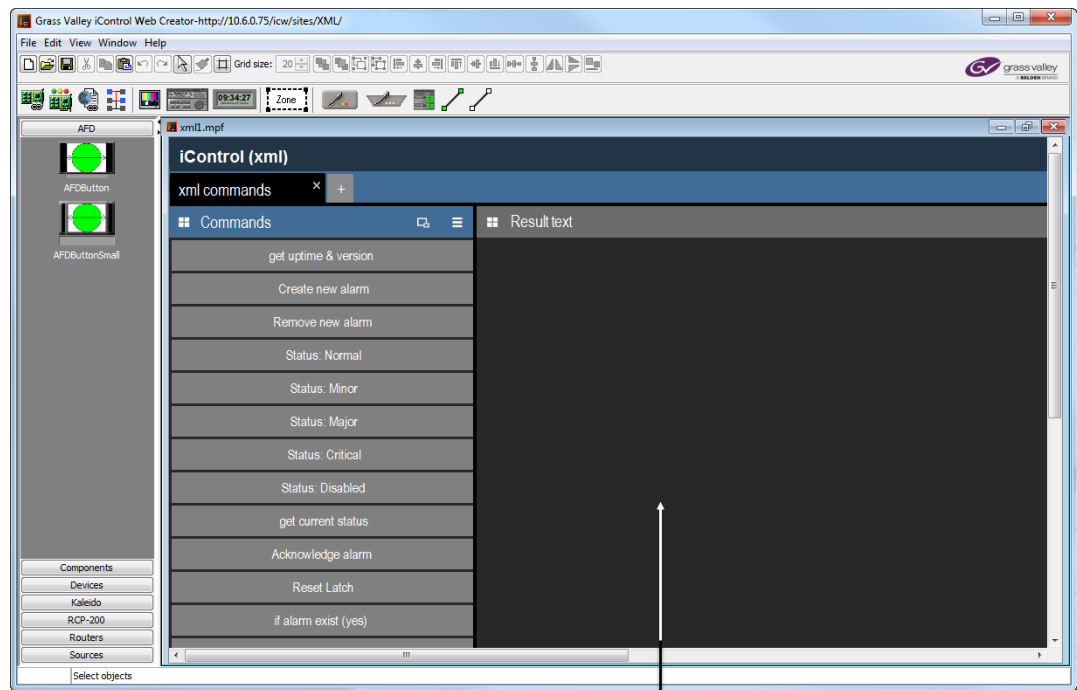 Grass Valley iControl Web Creator-http://10.6.0.75/icw/sites/XML/
File Edit View Window Help
Grid size: 20
grassvalley
A BELDEN BRAND
09:34:27
Zone
AFD
xml1.mpf
AFDButton
AFDButtonSmall
iControl (xml)
xml commands × +
Commands
Result text
get uptime & version
Create new alarm
Remove new alarm
Status: Normal
Status: Minor
Status: Major
Status: Critical
Status: Disabled
get current status
Acknowledge alarm
Reset Latch
if alarm exist (yes)
Components
Devices
Kaleido
RCP-200
Routers
Sources
Select objects